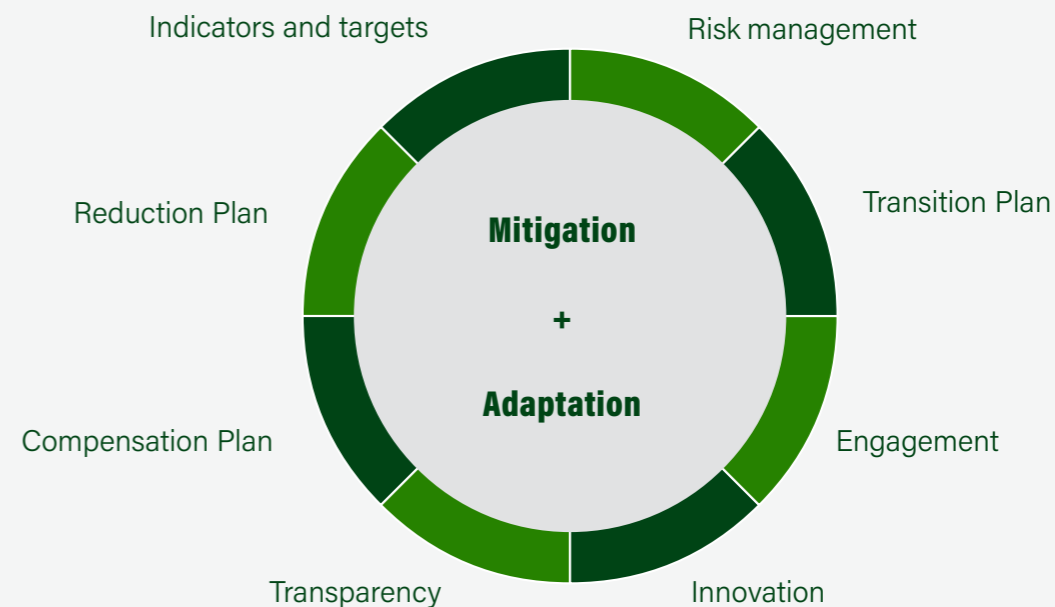 Indicators and targets
Risk management
Reduction Plan
Transition Plan
Mitigation
+
Adaptation
Compensation Plan
Engagement
Transparency
Innovation